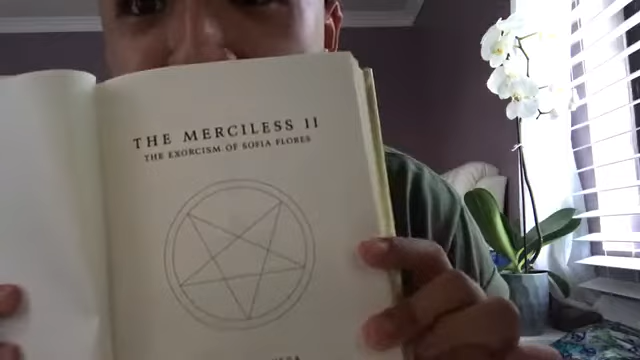 THE MERCILESS II
THE EXORCISM OF SOFIA FLORES